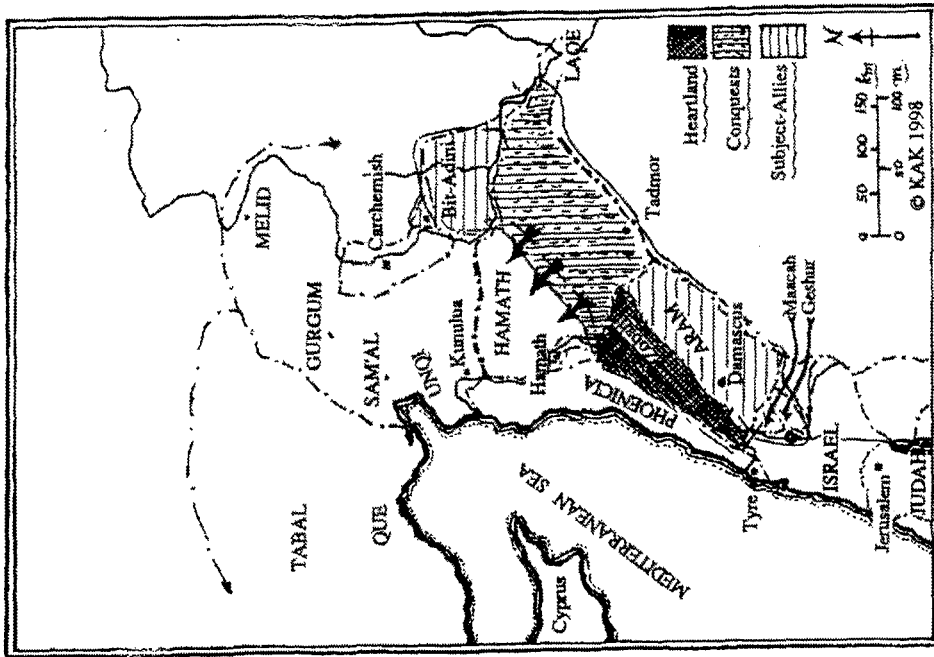 TABAL
MELID
GURGUM
QUE
SAM'AL
Carchemish
UNQI
Bit-Adini
Kunulua
HAMATH
LAQE
Hamath
Cyprus
MEDITERRANEAN SEA
PHOENICIA
Zobah
ARAM
Tadmor
Damascus
Tyre
Maacah
Geshur
ISRAEL
Jerusalem
JUDAH
Heartland
Conquests
Subject-Allies
N
0 50 100 150 km
0 50 100 m.
© KAK 1998